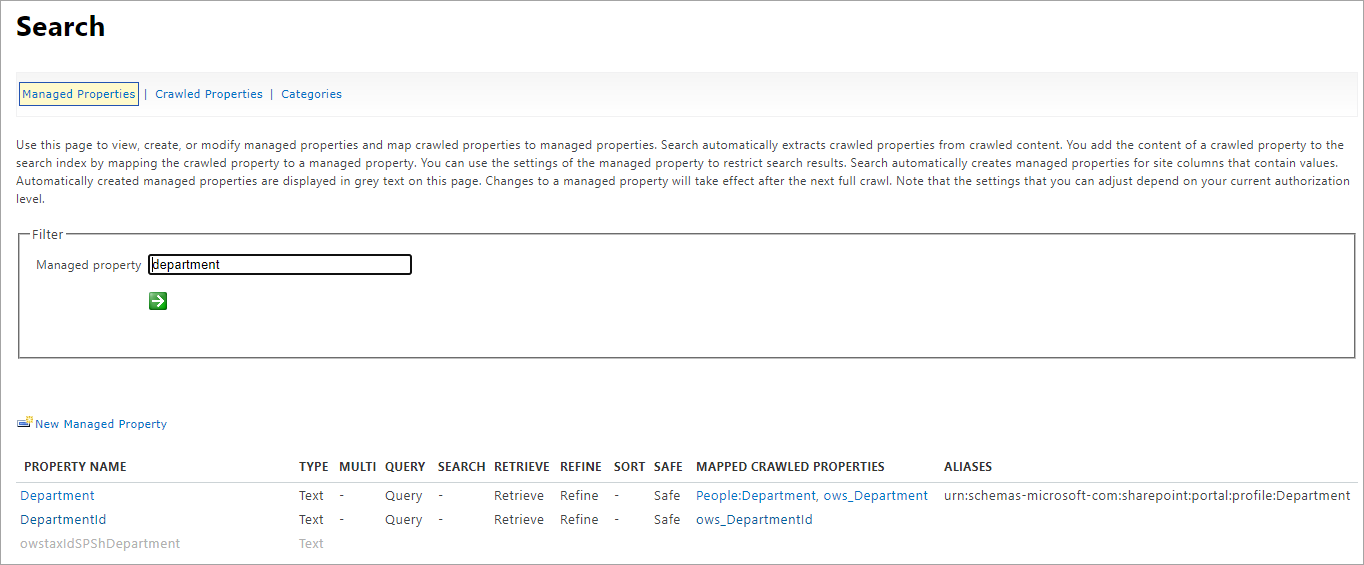 Search
Managed Properties | Crawled Properties | Categories
Use this page to view, create, or modify managed properties and map crawled properties to managed properties. Search automatically extracts crawled properties from crawled content. You add the content of a crawled property to the
search index by mapping the crawled property to a managed property. You can use the settings of the managed property to restrict search results. Search automatically creates managed properties for site columns that contain values.
Automatically created managed properties are displayed in grey text on this page. Changes to a managed property will take effect after the next full crawl. Note that the settings that you can adjust depend on your current authorization
level.
Filter
Managed property department
New Managed Property
PROPERTY NAME TYPE MULTI QUERY SEARCH RETRIEVE REFINE SORT SAFE MAPPED CRAWLED PROPERTIES ALIASES
Department Text - Query - Retrieve Refine - Safe People:Department, ows_Department urn:schemas-microsoft-com:sharepoint:portal:profile:Department
DepartmentId Text - Query - Retrieve Refine - Safe ows_DepartmentId
owstaxIdSPShDepartment Text